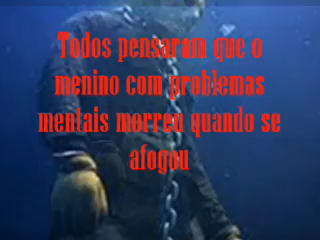 Todos pensaram que o
menino com problemas
mentais morreu quando se
afogou